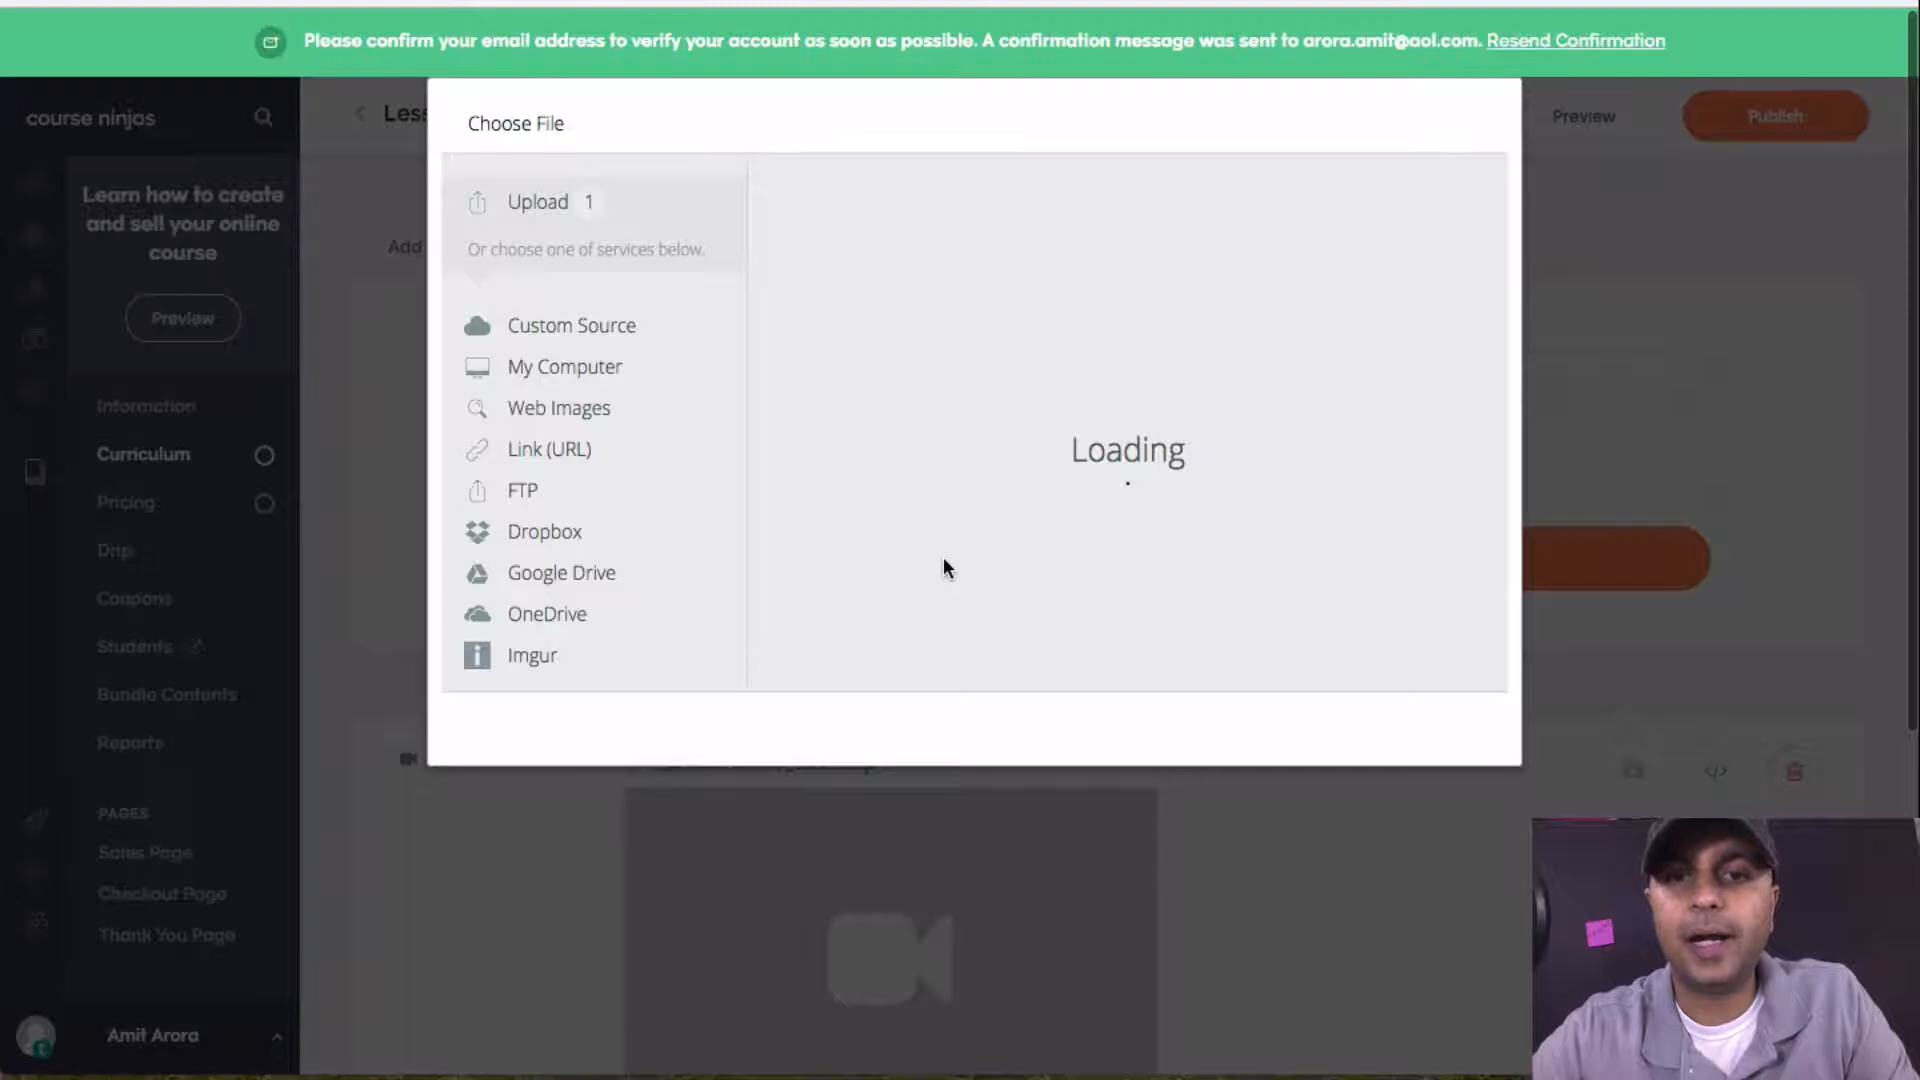 Please confirm your email address to verify your account as soon as possible. A confirmation message was sent to arora.amit@aol.com. Resend Confirmation
course ninjas
Less
Preview
Publish
Choose File
Learn how to create
and sell your online
course
Preview
Add
Upload 1
Or choose one of services below.
Custom Source
My Computer
Web Images
Link (URL)
FTP
Dropbox
Google Drive
OneDrive
Imgur
Loading
Information
Curriculum
Pricing
Drip
Coupons
Students
Bundle Contents
Reports
PAGES
Sales Page
Checkout Page
Thank You Page
Amit Arora